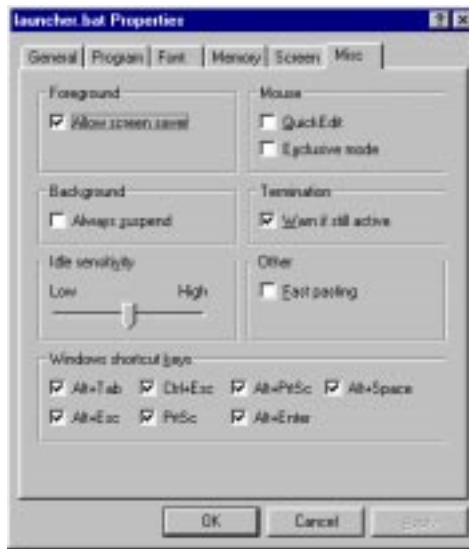 launcher.bat Properties
General Program Font Memory Screen Misc
Foreground
Allow screen saver
Mouse
QuickEdit
Exclusive mode
Background
Always suspend
Termination
Warn if still active
Idle sensitivity
Low High
Other
Fast pasting
Windows shortcut keys
Alt+Tab Ctrl+Esc Alt+PrtSc Alt+Space
Alt+Esc PrtSc Alt+Enter
OK Cancel